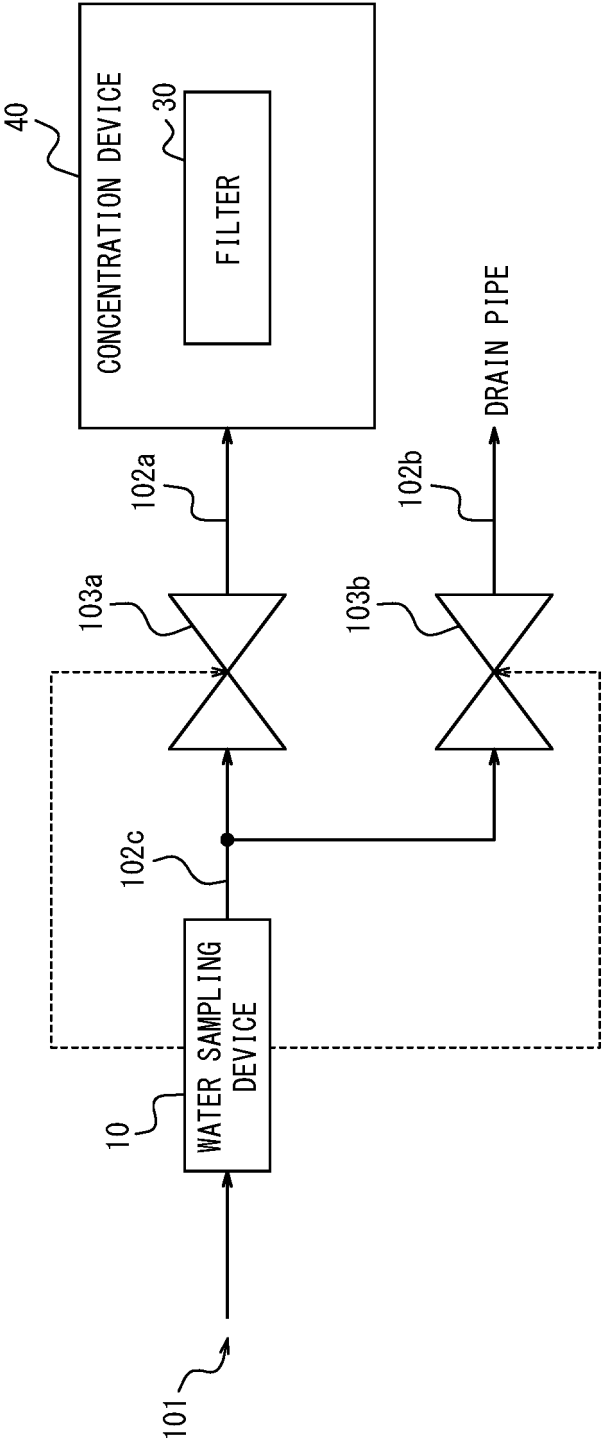 40
CONCENTRATION DEVICE
30
FILTER
102a
103a
102c
10
WATER SAMPLING
DEVICE
101
DRAIN PIPE
102b
103b